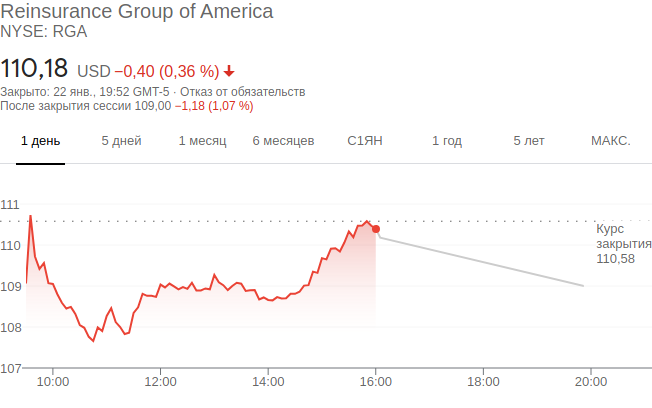 Reinsurance Group of America
NYSE: RGA
110,18 USD −0,40 (0,36 %)
Закрыто: 22 янв., 19:52 GMT-5 · Отказ от обязательств
После закрытия сессии 109,00 −1,18 (1,07 %)
1 день 5 дней 1 месяц 6 месяцев С1ЯН 1 год 5 лет МАКС.
111
Курс
закрытия
110,58
110
109
108
107
10:00 12:00 14:00 16:00 18:00 20:00